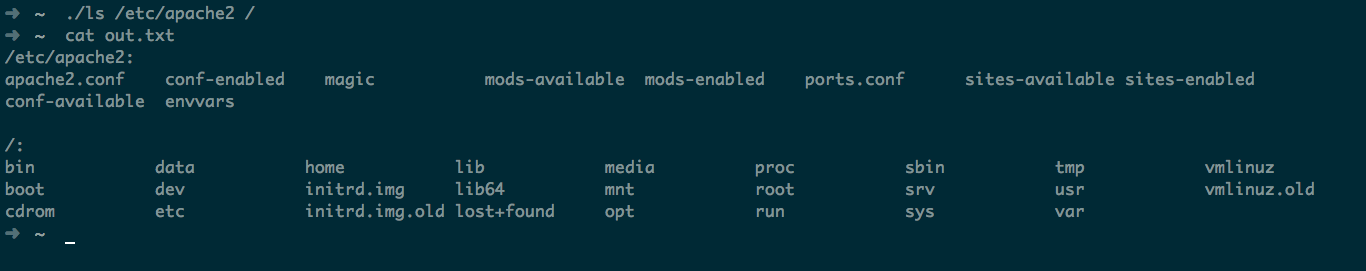 ➜ ~ ./ls /etc/apache2 /
➜ ~ cat out.txt
/etc/apache2:
apache2.conf conf-enabled magic mods-available mods-enabled ports.conf sites-available sites-enabled
conf-available envvars
/:
bin data home lib media proc sbin tmp vmlinuz
boot dev initrd.img lib64 mnt root srv usr vmlinuz.old
cdrom etc initrd.img.old lost+found opt run sys var
➜ ~ _